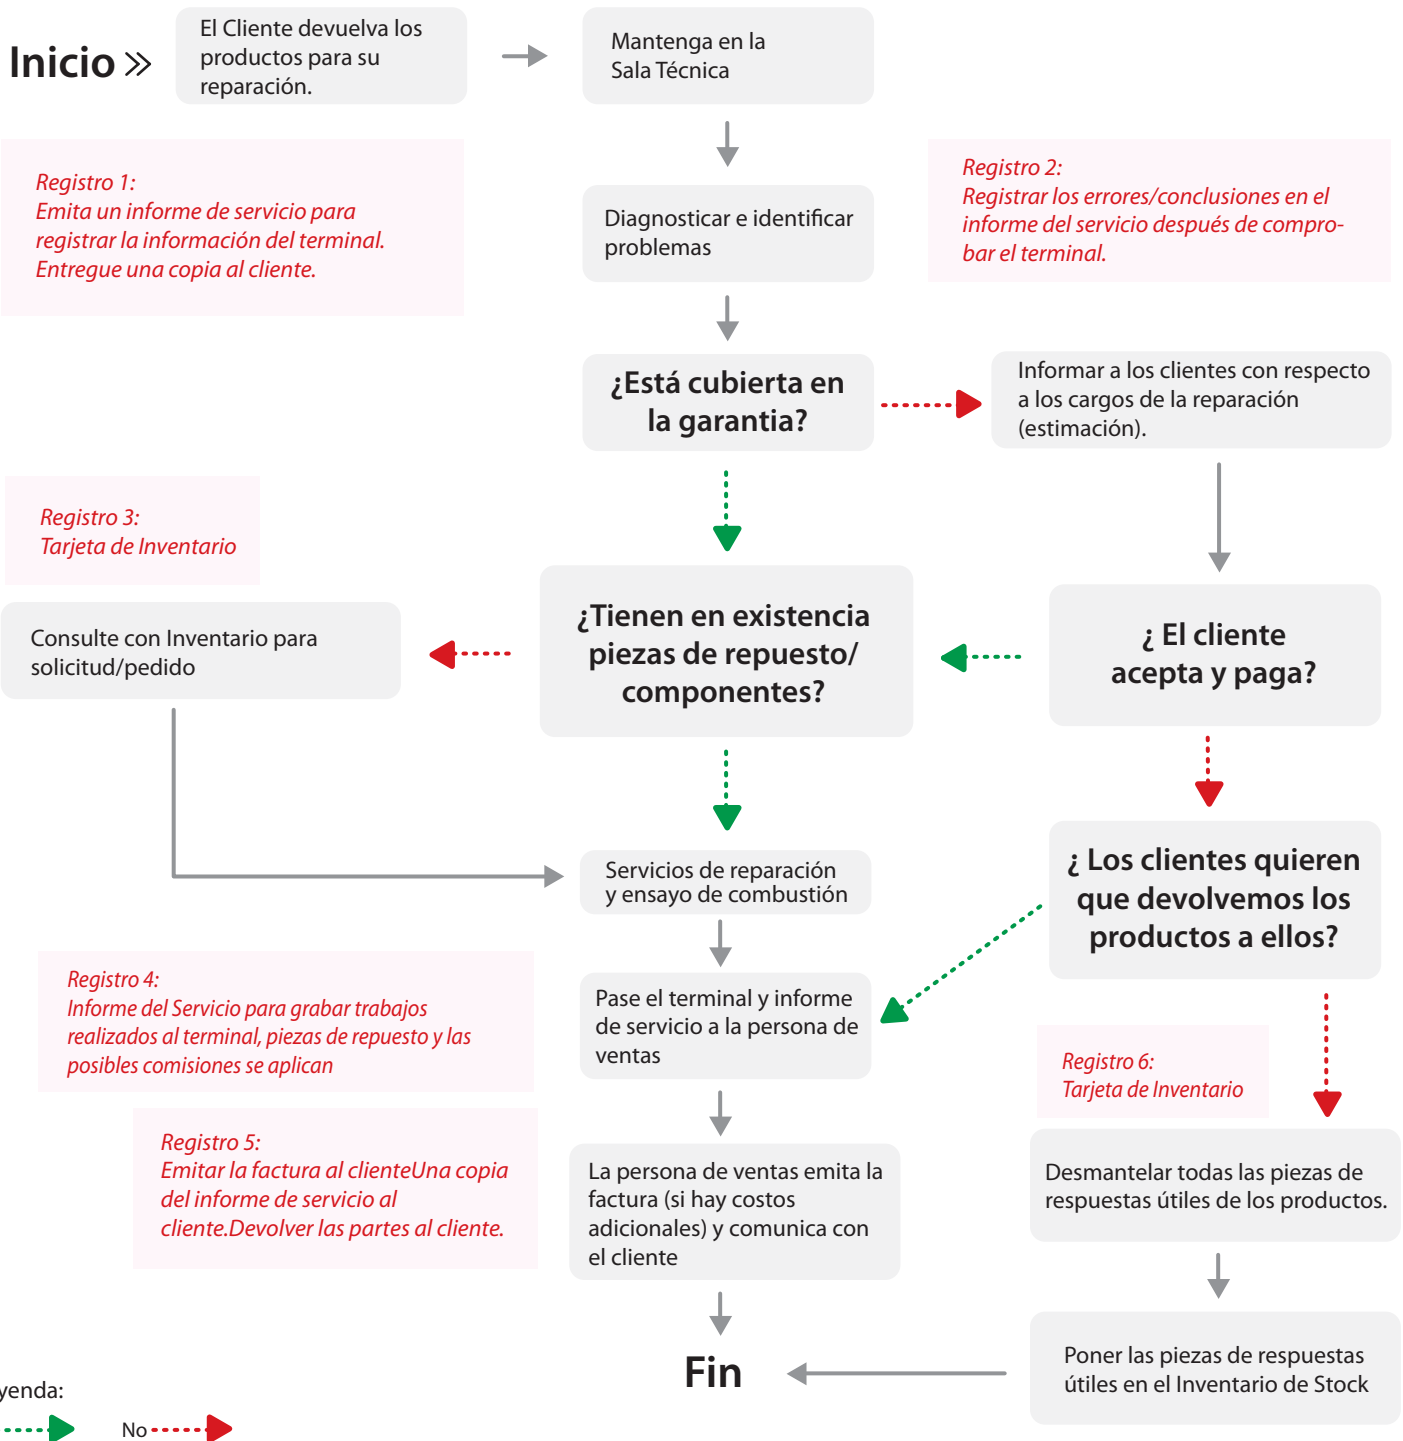 Inicio »
El Cliente devuelva los
productos para su
reparación.
Mantenga en la
Sala Técnica
Registro 1:
Emita un informe de servicio para
registrar la información del terminal.
Entregue una copia al cliente.
Diagnosticar e identificar
problemas
Registro 2:
Registrar los errores/conclusiones en el
informe del servicio después de compro-
bar el terminal.
¿Está cubierta en
la garantia?
Informar a los clientes con respecto
a los cargos de la reparación
(estimación).
Registro 3:
Tarjeta de Inventario
Consulte con Inventario para
solicitud/pedido
¿Tienen en existencia
piezas de repuesto/
componentes?
¿ El cliente
acepta y paga?
Servicios de reparación
y ensayo de combustión
¿ Los clientes quieren
que devolvemos los
productos a ellos?
Registro 4:
Informe del Servicio para grabar trabajos
realizados al terminal, piezas de repuesto y las
posibles comisiones se aplican
Pase el terminal y informe
de servicio a la persona de
ventas
Registro 6:
Tarjeta de Inventario
Registro 5:
Emitar la factura al clienteUna copia
del informe de servicio al
cliente.Devolver las partes al cliente.
La persona de ventas emita la
factura (si hay costos
adicionales) y comunica con
el cliente
Desmantelar todas las piezas de
respuestas útiles de los productos.
Fin
Poner las piezas de respuestas
útiles en el Inventario de Stock
yenda:
No